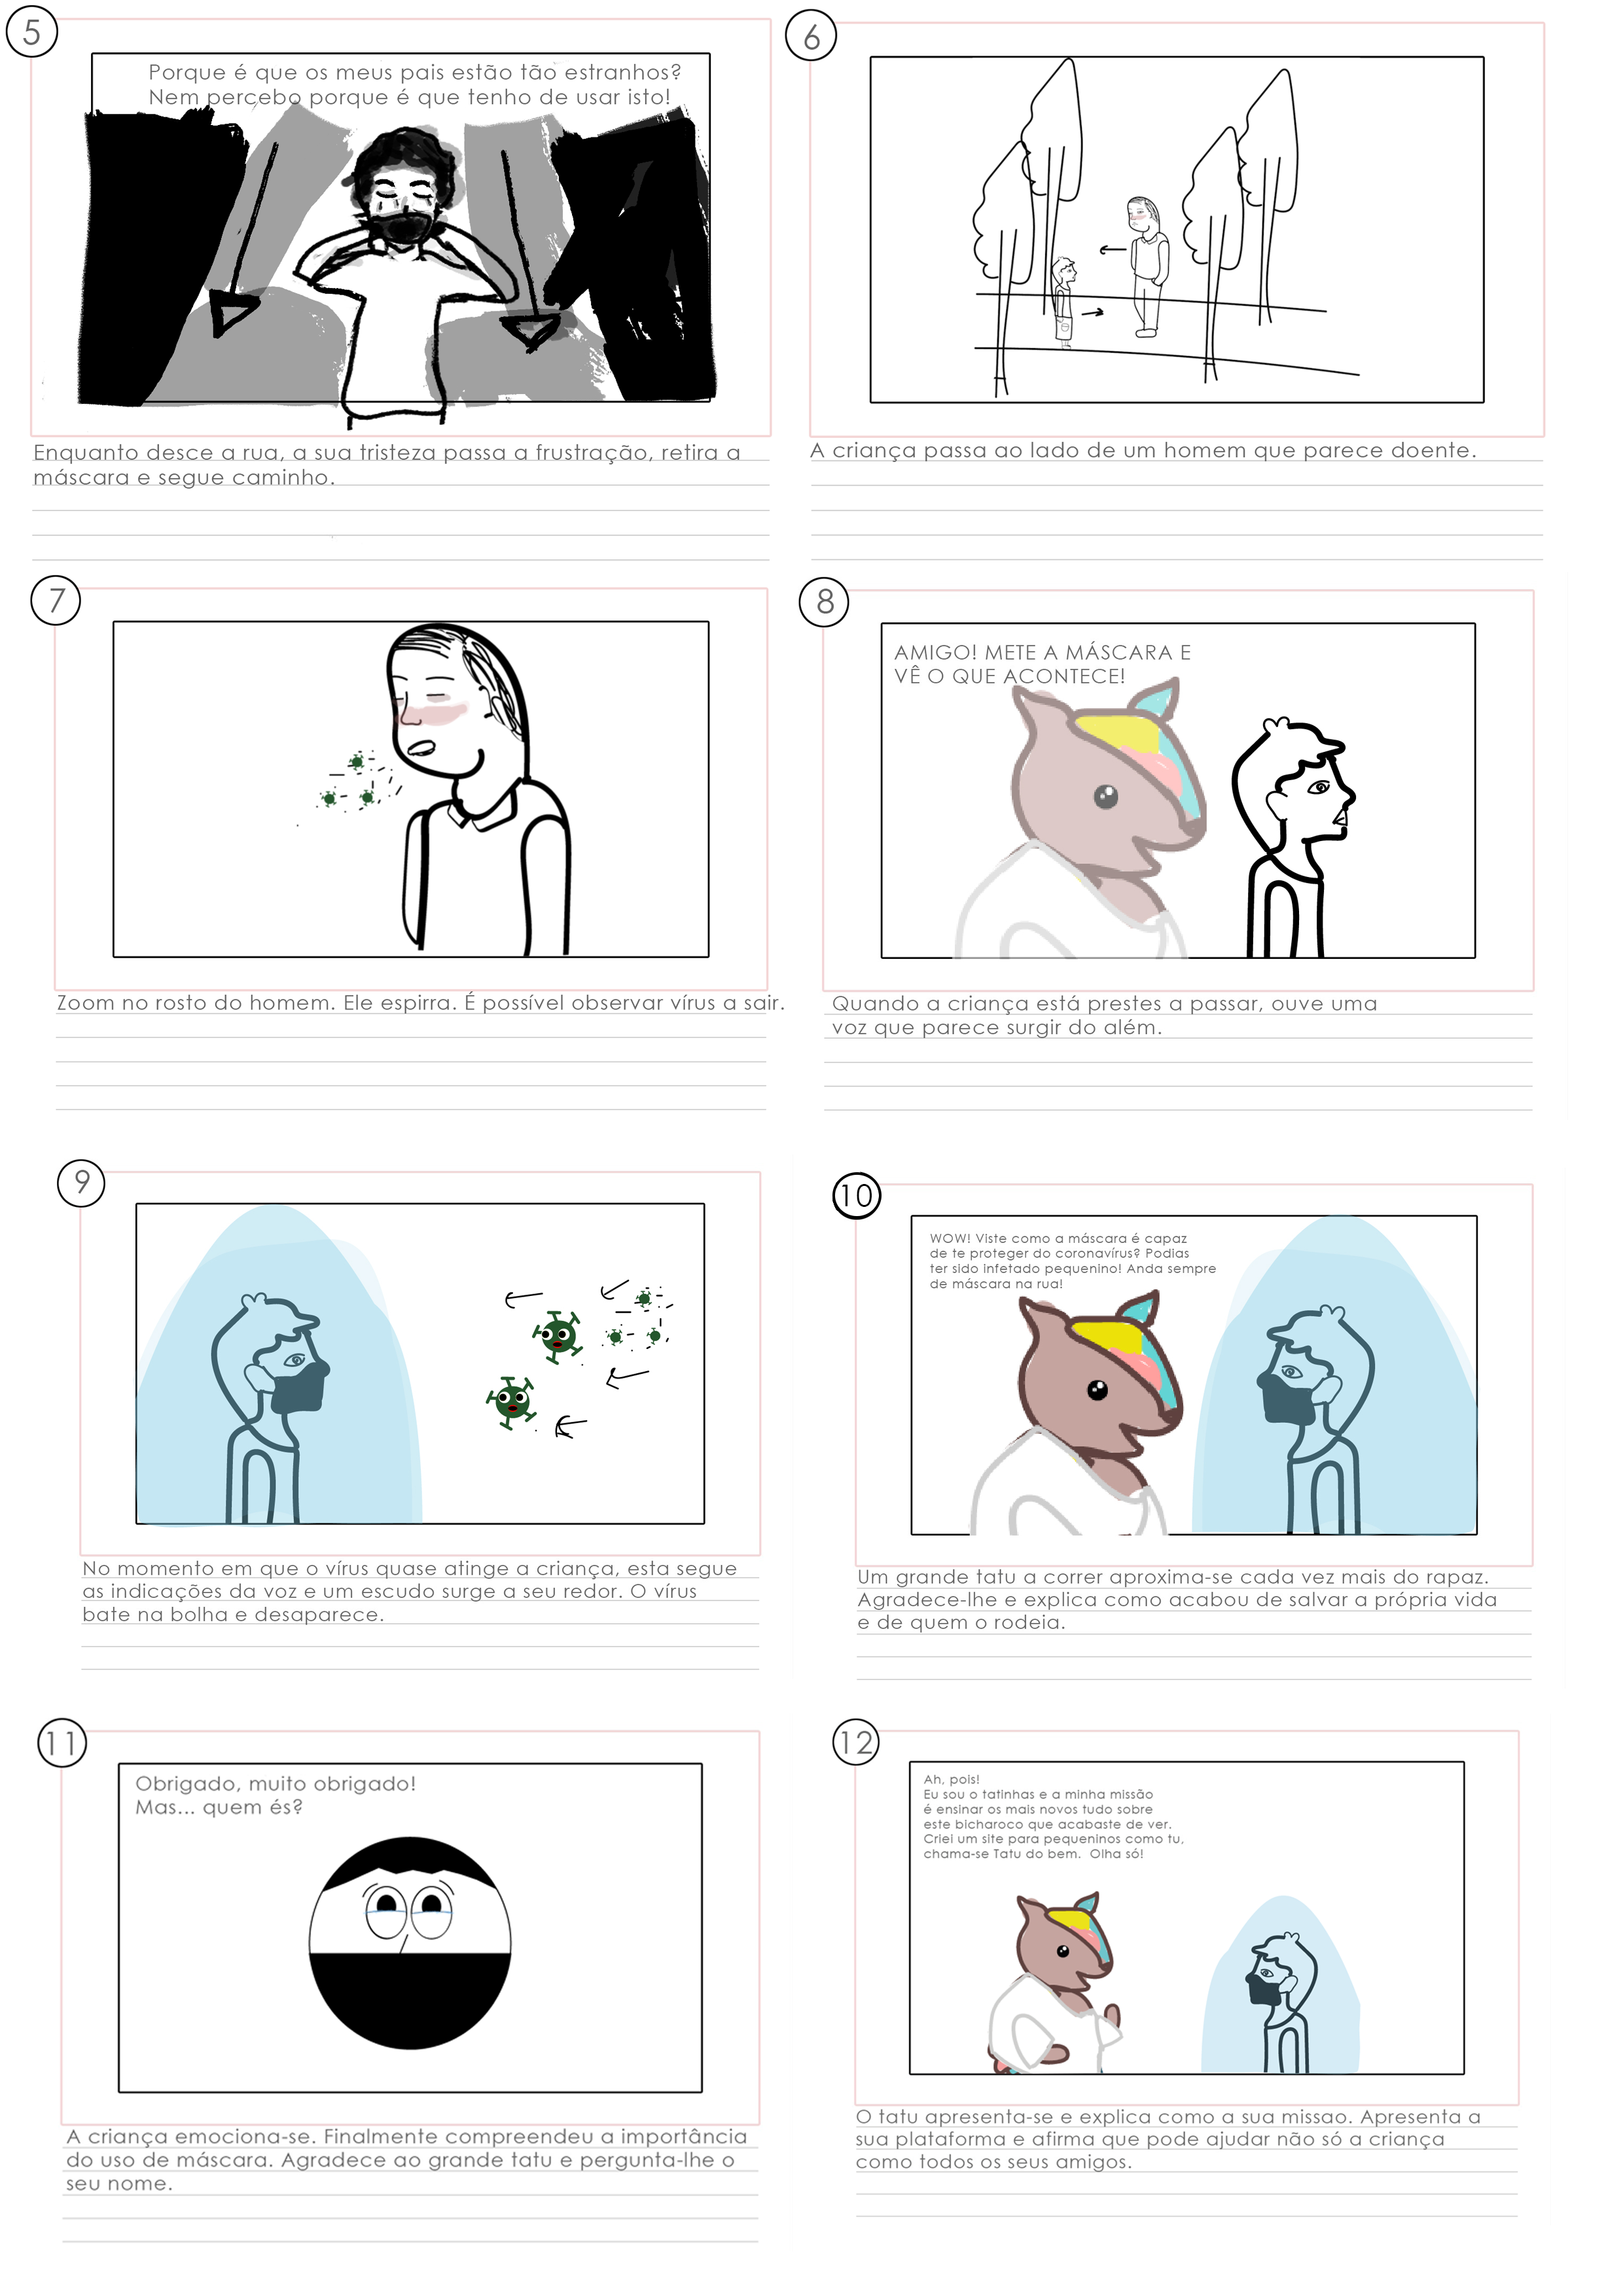 5
Porque é que os meus pais estão tão estranhos?
Nem percebo porque é que tenho de usar isto!
Enquanto desce a rua, a sua tristeza passa a frustração, retira a
máscara e segue caminho.
6
A criança passa ao lado de um homem que parece doente.
7
Zoom no rosto do homem. Ele espirra. É possível observar vírus a sair.
8
AMIGO! METE A MÁSCARA E
VÊ O QUE ACONTECE!
Quando a criança está prestes a passar, ouve uma
voz que parece surgir do além.
9
No momento em que o vírus quase atinge a criança, esta segue
as indicações da voz e um escudo surge a seu redor. O vírus
bate na bolha e desaparece.
10
WOW! Viste como a máscara é capaz
de te proteger do coronavírus? Podias
ter sido infetado pequenino! Anda sempre
de máscara na rua!
Um grande tatu a correr aproxima-se cada vez mais do rapaz.
Agradece-lhe e explica como acabou de salvar a própria vida
e de quem o rodeia.
11
Obrigado, muito obrigado!
Mas... quem és?
A criança emociona-se. Finalmente compreendeu a importância
do uso de máscara. Agradece ao grande tatu e pergunta-lhe o
seu nome.
12
Ah, pois!
Eu sou o tatinhas e a minha missão
é ensinar os mais novos tudo sobre
este bicharoco que acabaste de ver.
Criei um site para pequeninos como tu,
chama-se Tatu do bem. Olha só!
O tatu apresenta-se e explica como a sua missao. Apresenta a
sua plataforma e afirma que pode ajudar não só a criança
como todos os seus amigos.